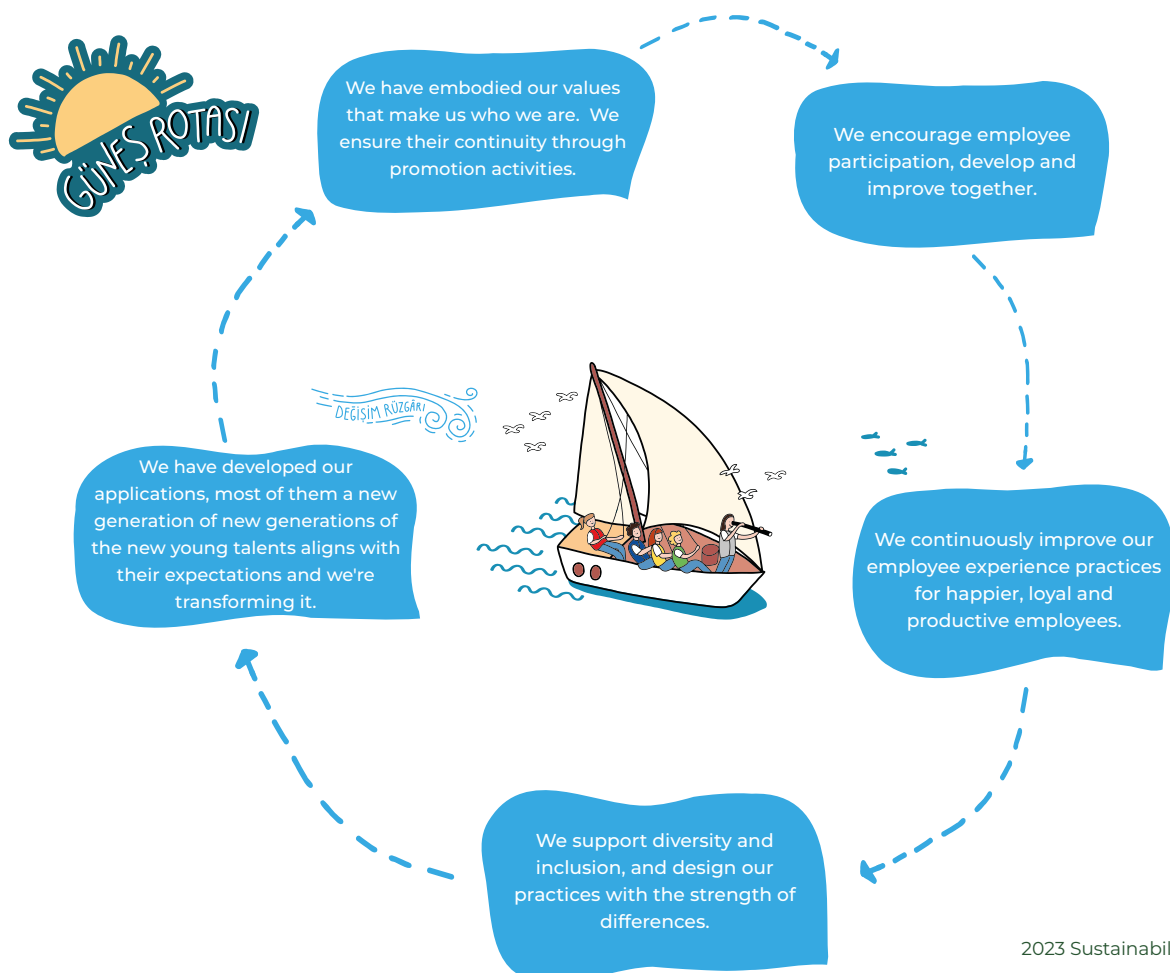 GÜNEŞ ROTASI
We have embodied our values
that make us who we are. We
ensure their continuity through
promotion activities.
We encourage employee
participation, develop and
improve together.
DEĞİŞİM RÜZGÂRI
We have developed our
applications, most of them a new
generation of new generations of
the new young talents aligns with
their expectations and we're
transforming it.
We continuously improve our
employee experience practices
for happier, loyal and
productive employees.
We support diversity and
inclusion, and design our
practices with the strength of
differences.
2023 Sustainabil